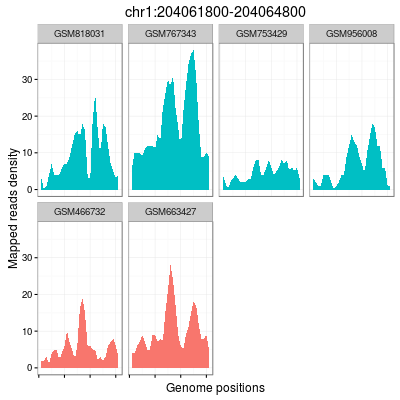 chr1:204061800-204064800
GSM818031 GSM767343 GSM753429 GSM956008
30
20
10
0
Mapped reads density
GSM466732 GSM663427
30
20
10
0
Genome positions